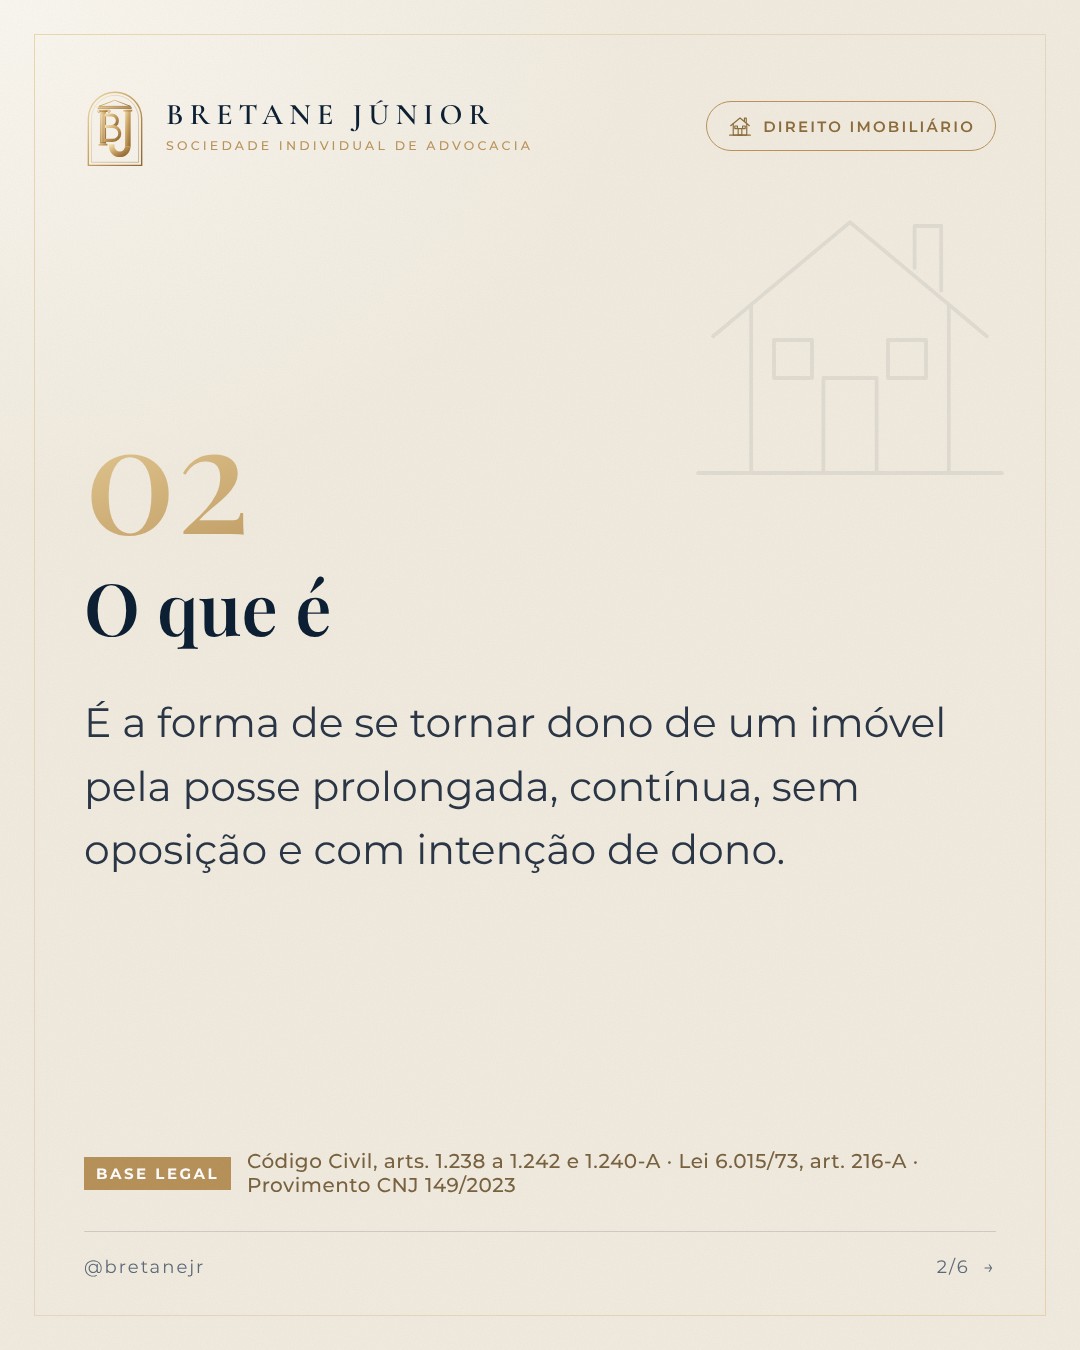 BJ
BRETANE JÚNIOR
SOCIEDADE INDIVIDUAL DE ADVOCACIA
DIREITO IMOBILIÁRIO
02
O que é
É a forma de se tornar dono de um imóvel
pela posse prolongada, contínua, sem
oposição e com intenção de dono.
BASE LEGAL
Código Civil, arts. 1.238 a 1.242 e 1.240-A · Lei 6.015/73, art. 216-A ·
Provimento CNJ 149/2023
@bretanejr
2/6 →